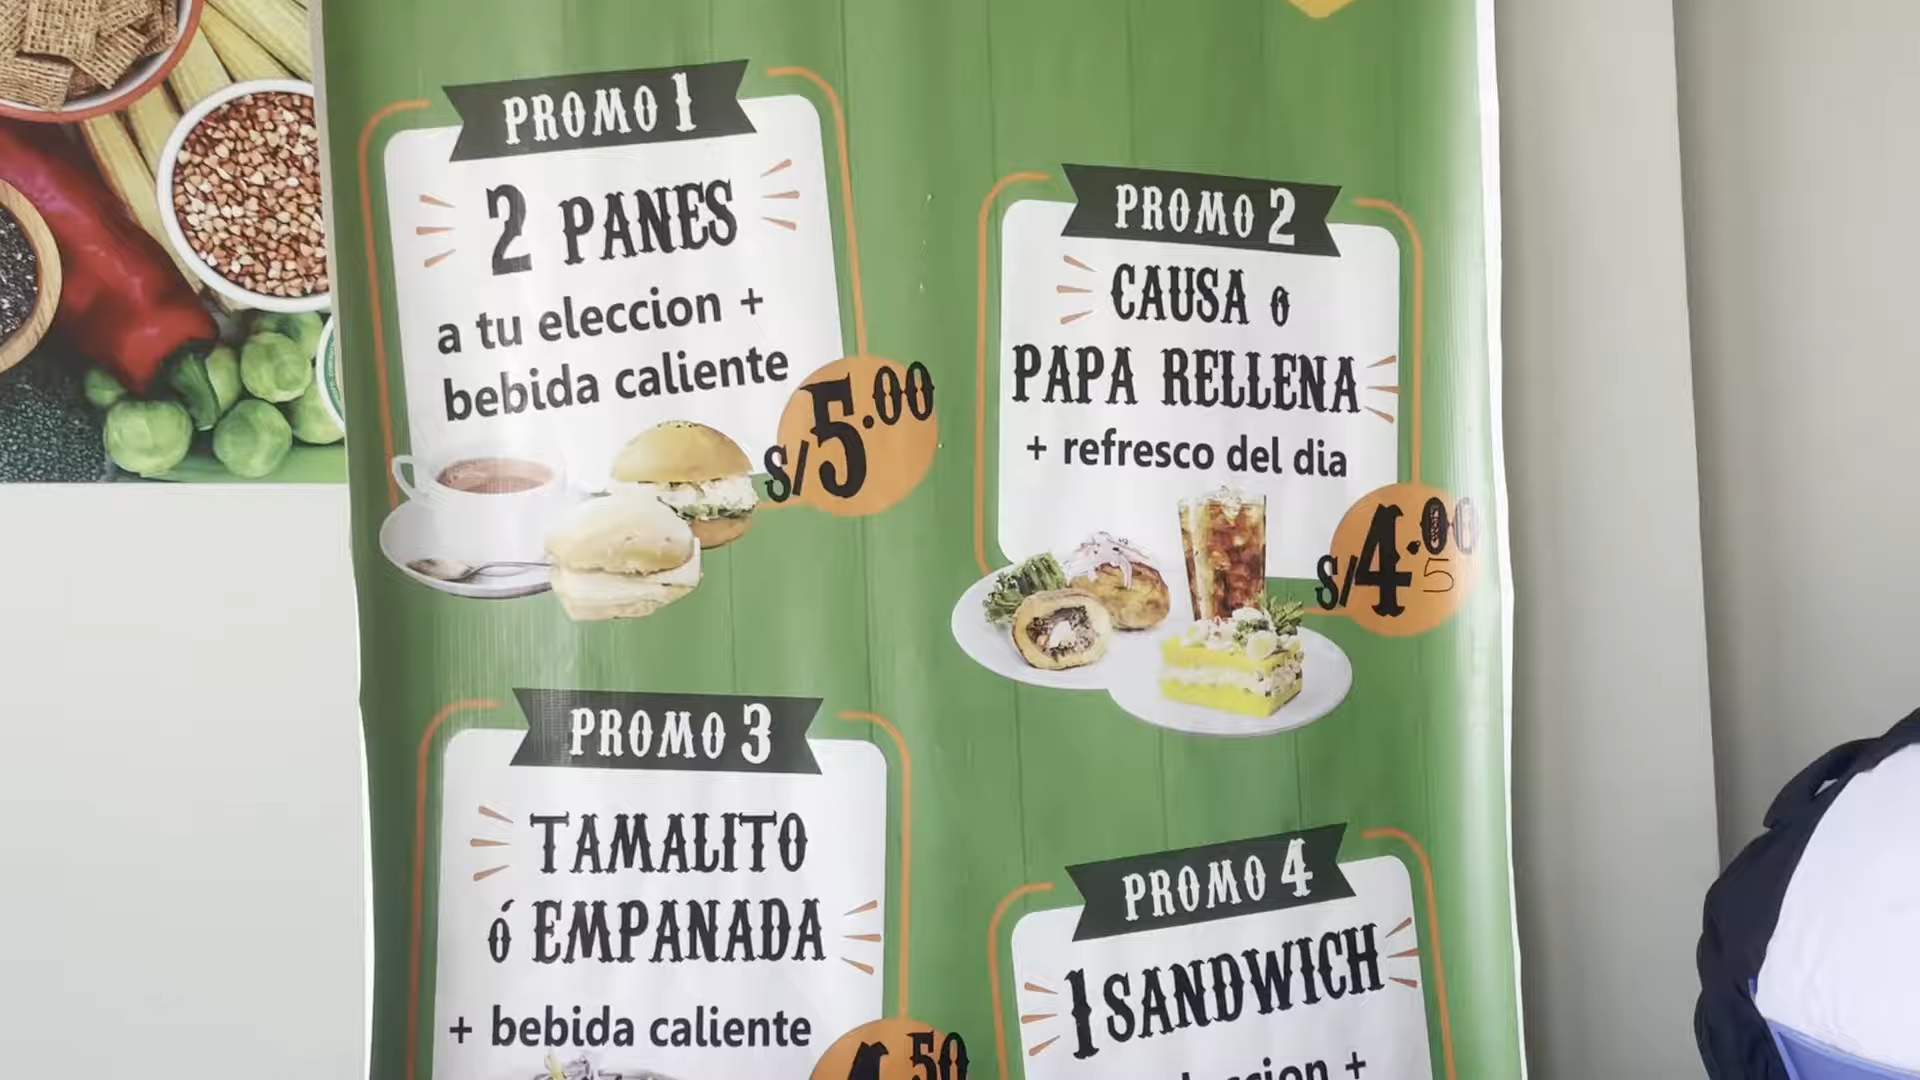 PROMO 1
2 PANES
a tu eleccion +
bebida caliente
S/5.00
PROMO 2
CAUSA o
PAPA RELLENA
+ refresco del dia
S/4.00
5
PROMO 3
TAMALITO
ó EMPANADA
+ bebida caliente
4.50
PROMO 4
1 SANDWICH